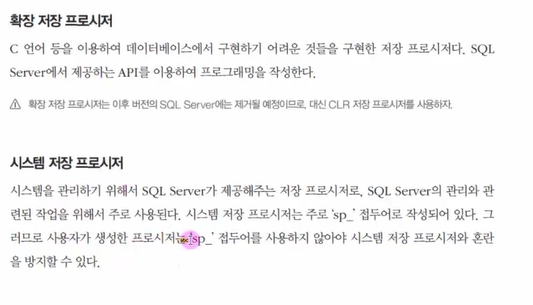 확장 저장 프로시저
C 언어 등을 이용하여 데이터베이스에서 구현하기 어려운 것들을 구현한 저장 프로시저다. SQL
Server에서 제공하는 API를 이용하여 프로그래밍을 작성한다.
확장 저장 프로시저는 이후 버전의 SQL Server에는 제거될 예정이므로, 대신 CLR 저장 프로시저를 사용하자.
시스템 저장 프로시저
시스템을 관리하기 위해서 SQL Server가 제공해주는 저장 프로시저로, SQL Server의 관리와 관
련된 작업을 위해서 주로 사용된다. 시스템 저장 프로시저는 주로 'sp_' 접두어로 작성되어 있다. 그
러므로 사용자가 생성한 프로시저는 'sp_' 접두어를 사용하지 않아야 시스템 저장 프로시저와 혼란
을 방지할 수 있다.